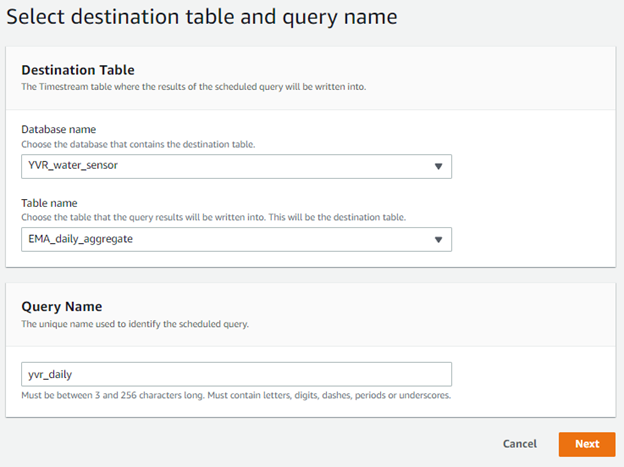 Select destination table and query name
Destination Table
The Timestream table where the results of the scheduled query will be written into.
Database name
Choose the database that contains the destination table.
YVR_water_sensor
Table name
Choose the table that the query results will be written into. This will be the destination table.
EMA_daily_aggregate
Query Name
The unique name used to identify the scheduled query.
yvr_daily
Must be between 3 and 256 characters long. Must contain letters, digits, dashes, periods or underscores.
Cancel Next